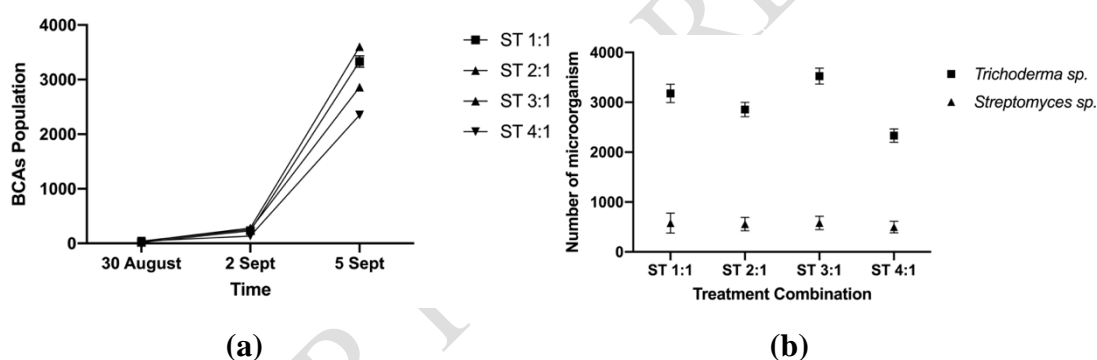 4000
3000
2000
1000
0
BCAs Population
30 August 2 Sept 5 Sept
Time
ST 1:1
ST 2:1
ST 3:1
ST 4:1
(a)
4000
3000
2000
1000
0
Number of microorganism
ST 1:1 ST 2:1 ST 3:1 ST 4:1
Treatment Combination
Trichoderma sp.
Streptomyces sp.
(b)